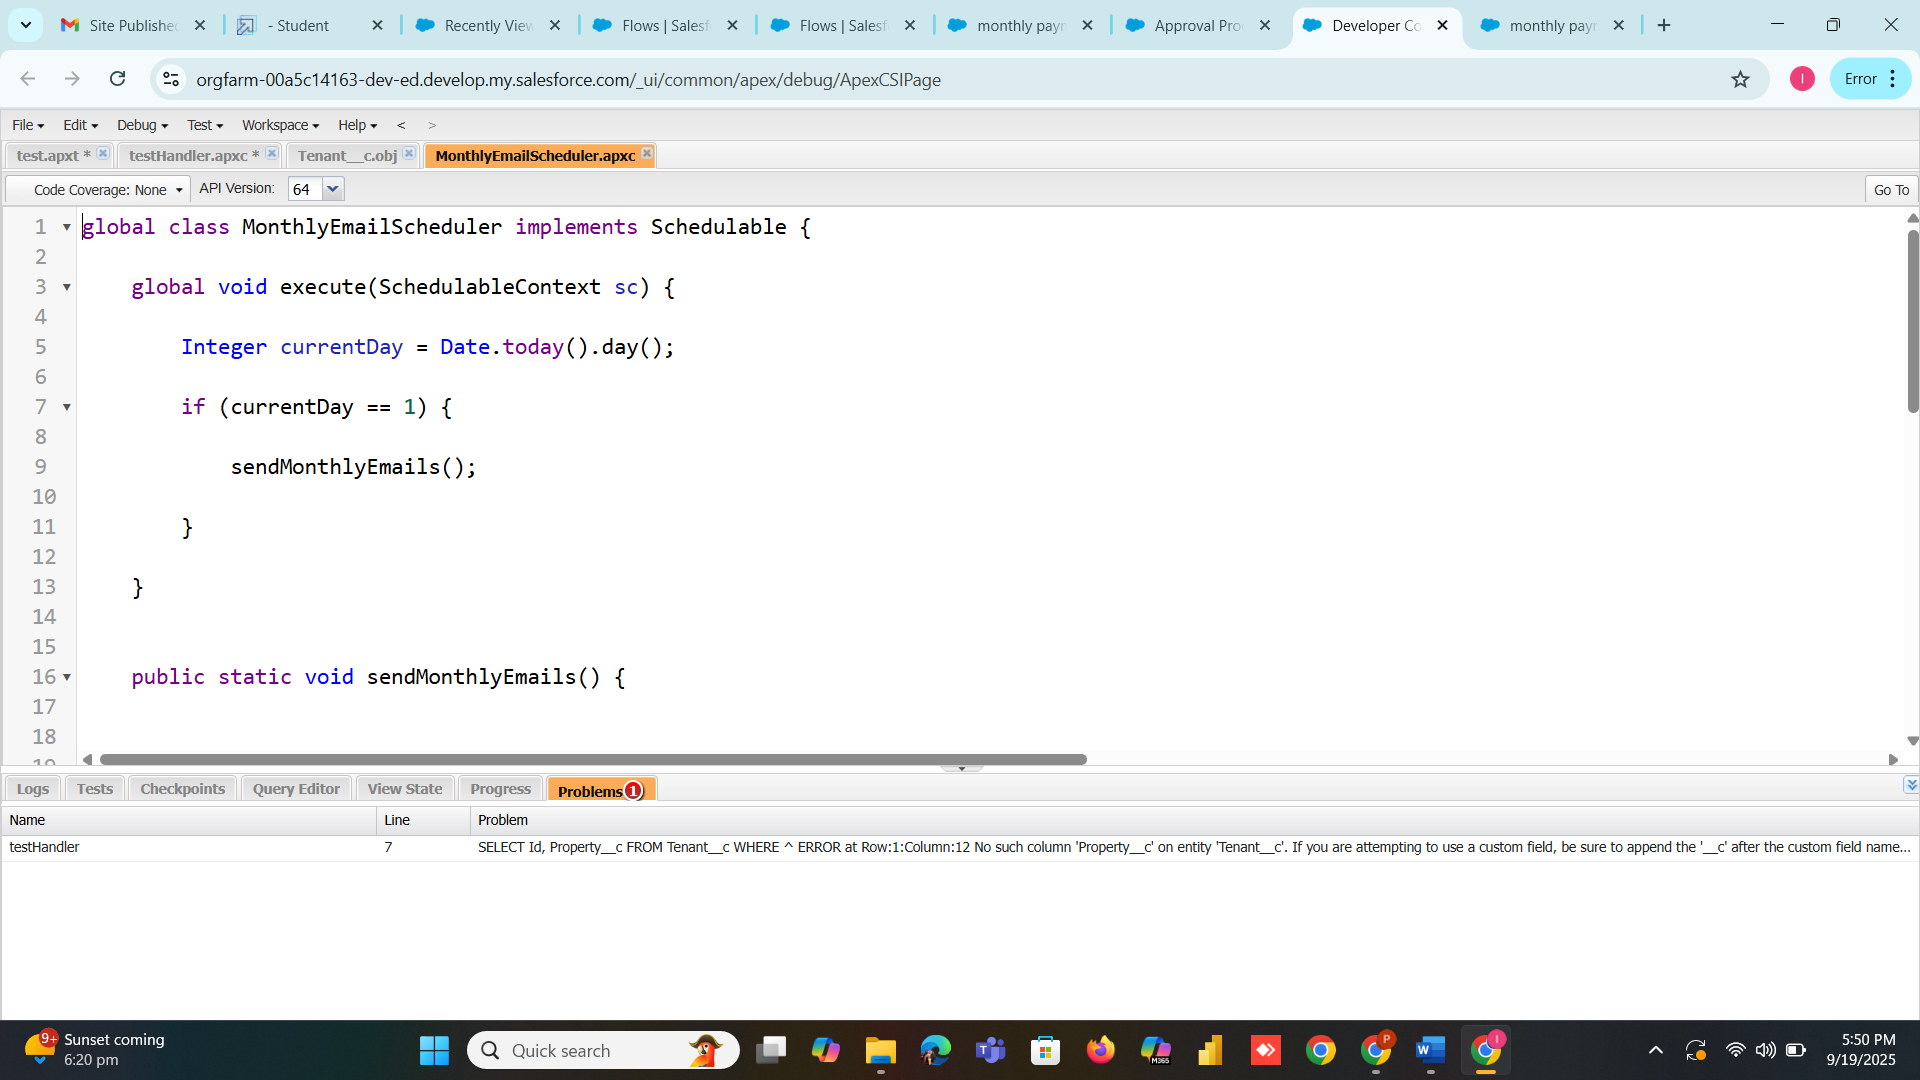 Site Published
- Student
Recently View
Flows | Salesf
Flows | Salesf
monthly payn
Approval Pro
Developer Co
monthly payn
orgfarm-00a5c14163-dev-ed.develop.my.salesforce.com/_ui/common/apex/debug/ApexCSIPage
I
Error
File Edit Debug Test Workspace Help < >
test.apxt * testHandler.apxc * Tenant__c.obj MonthlyEmailScheduler.apxc
Code Coverage: None API Version: 64 Go To
1 global class MonthlyEmailScheduler implements Schedulable {
2
3 global void execute(SchedulableContext sc) {
4
5 Integer currentDay = Date.today().day();
6
7 if (currentDay == 1) {
8
9 sendMonthlyEmails();
10
11 }
12
13 }
14
15
16 public static void sendMonthlyEmails() {
17
18
19
Logs Tests Checkpoints Query Editor View State Progress Problems 1
Name Line Problem
testHandler 7 SELECT Id, Property__c FROM Tenant__c WHERE ^ ERROR at Row:1:Column:12 No such column 'Property__c' on entity 'Tenant__c'. If you are attempting to use a custom field, be sure to append the '__c' after the custom field name...
9+
Sunset coming
6:20 pm
Quick search
M365
P
I
5:50 PM
9/19/2025